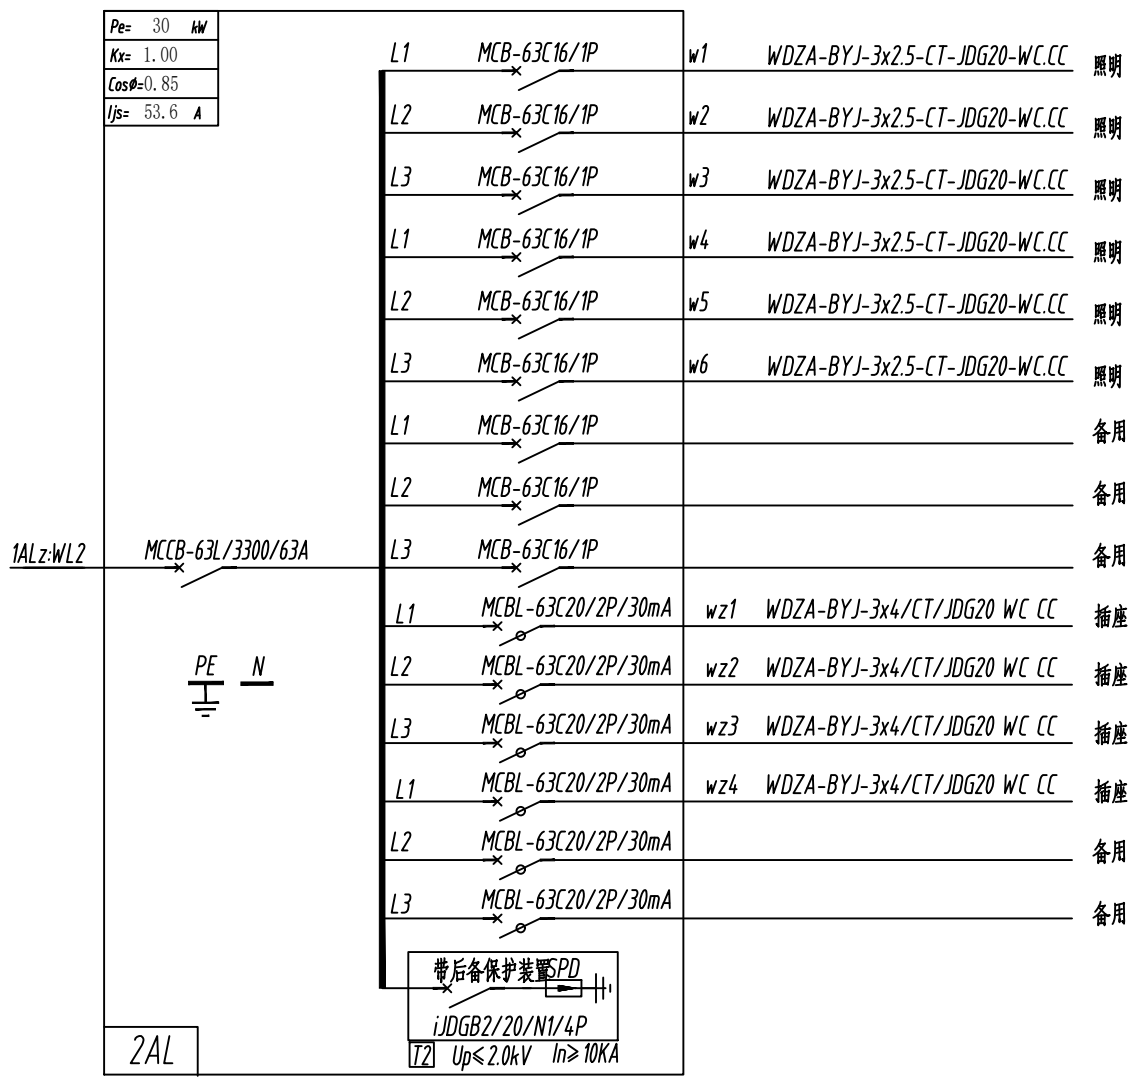 Pe= 30 kW
Kx= 1.00
CosΦ=0.85
Ijs= 53.6 A
L1 MCB-63C16/1P w1 WDZA-BYJ-3x2.5-CT-JDG20-WC.CC 照明
L2 MCB-63C16/1P w2 WDZA-BYJ-3x2.5-CT-JDG20-WC.CC 照明
L3 MCB-63C16/1P w3 WDZA-BYJ-3x2.5-CT-JDG20-WC.CC 照明
L1 MCB-63C16/1P w4 WDZA-BYJ-3x2.5-CT-JDG20-WC.CC 照明
L2 MCB-63C16/1P w5 WDZA-BYJ-3x2.5-CT-JDG20-WC.CC 照明
L3 MCB-63C16/1P w6 WDZA-BYJ-3x2.5-CT-JDG20-WC.CC 照明
L1 MCB-63C16/1P 备用
L2 MCB-63C16/1P 备用
1ALz:WL2 MCCB-63L/3300/63A L3 MCB-63C16/1P 备用
L1 MCBL-63C20/2P/30mA wz1 WDZA-BYJ-3x4/CT/JDG20 WC CC 插座
PE N L2 MCBL-63C20/2P/30mA wz2 WDZA-BYJ-3x4/CT/JDG20 WC CC 插座
L3 MCBL-63C20/2P/30mA wz3 WDZA-BYJ-3x4/CT/JDG20 WC CC 插座
L1 MCBL-63C20/2P/30mA wz4 WDZA-BYJ-3x4/CT/JDG20 WC CC 插座
L2 MCBL-63C20/2P/30mA 备用
L3 MCBL-63C20/2P/30mA 备用
带后备保护装置SPD
iJDGB2/20/N1/4P
2AL T2 Up≤2.0kV In≥10KA